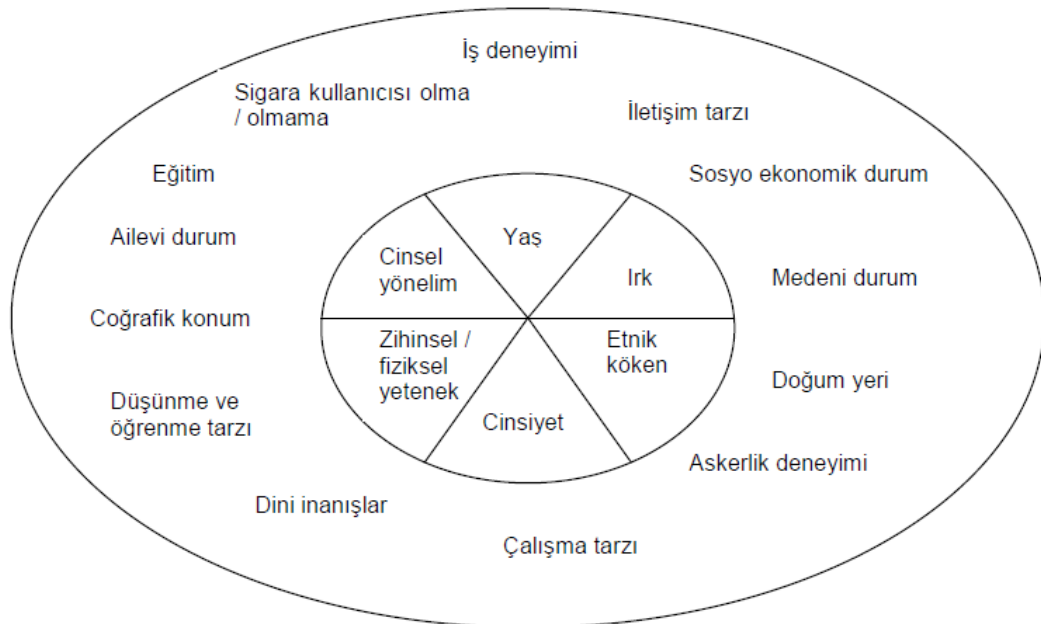 İş deneyimi
Sigara kullanıcısı olma
/ olmama
İletişim tarzı
Eğitim
Sosyo ekonomik durum
Ailevi durum
Yaş
Cinsel
yönelim
Irk
Medeni durum
Coğrafik konum
Zihinsel /
fiziksel
yetenek
Etnik
köken
Doğum yeri
Düşünme ve
öğrenme tarzı
Cinsiyet
Askerlik deneyimi
Dini inanışlar
Çalışma tarzı